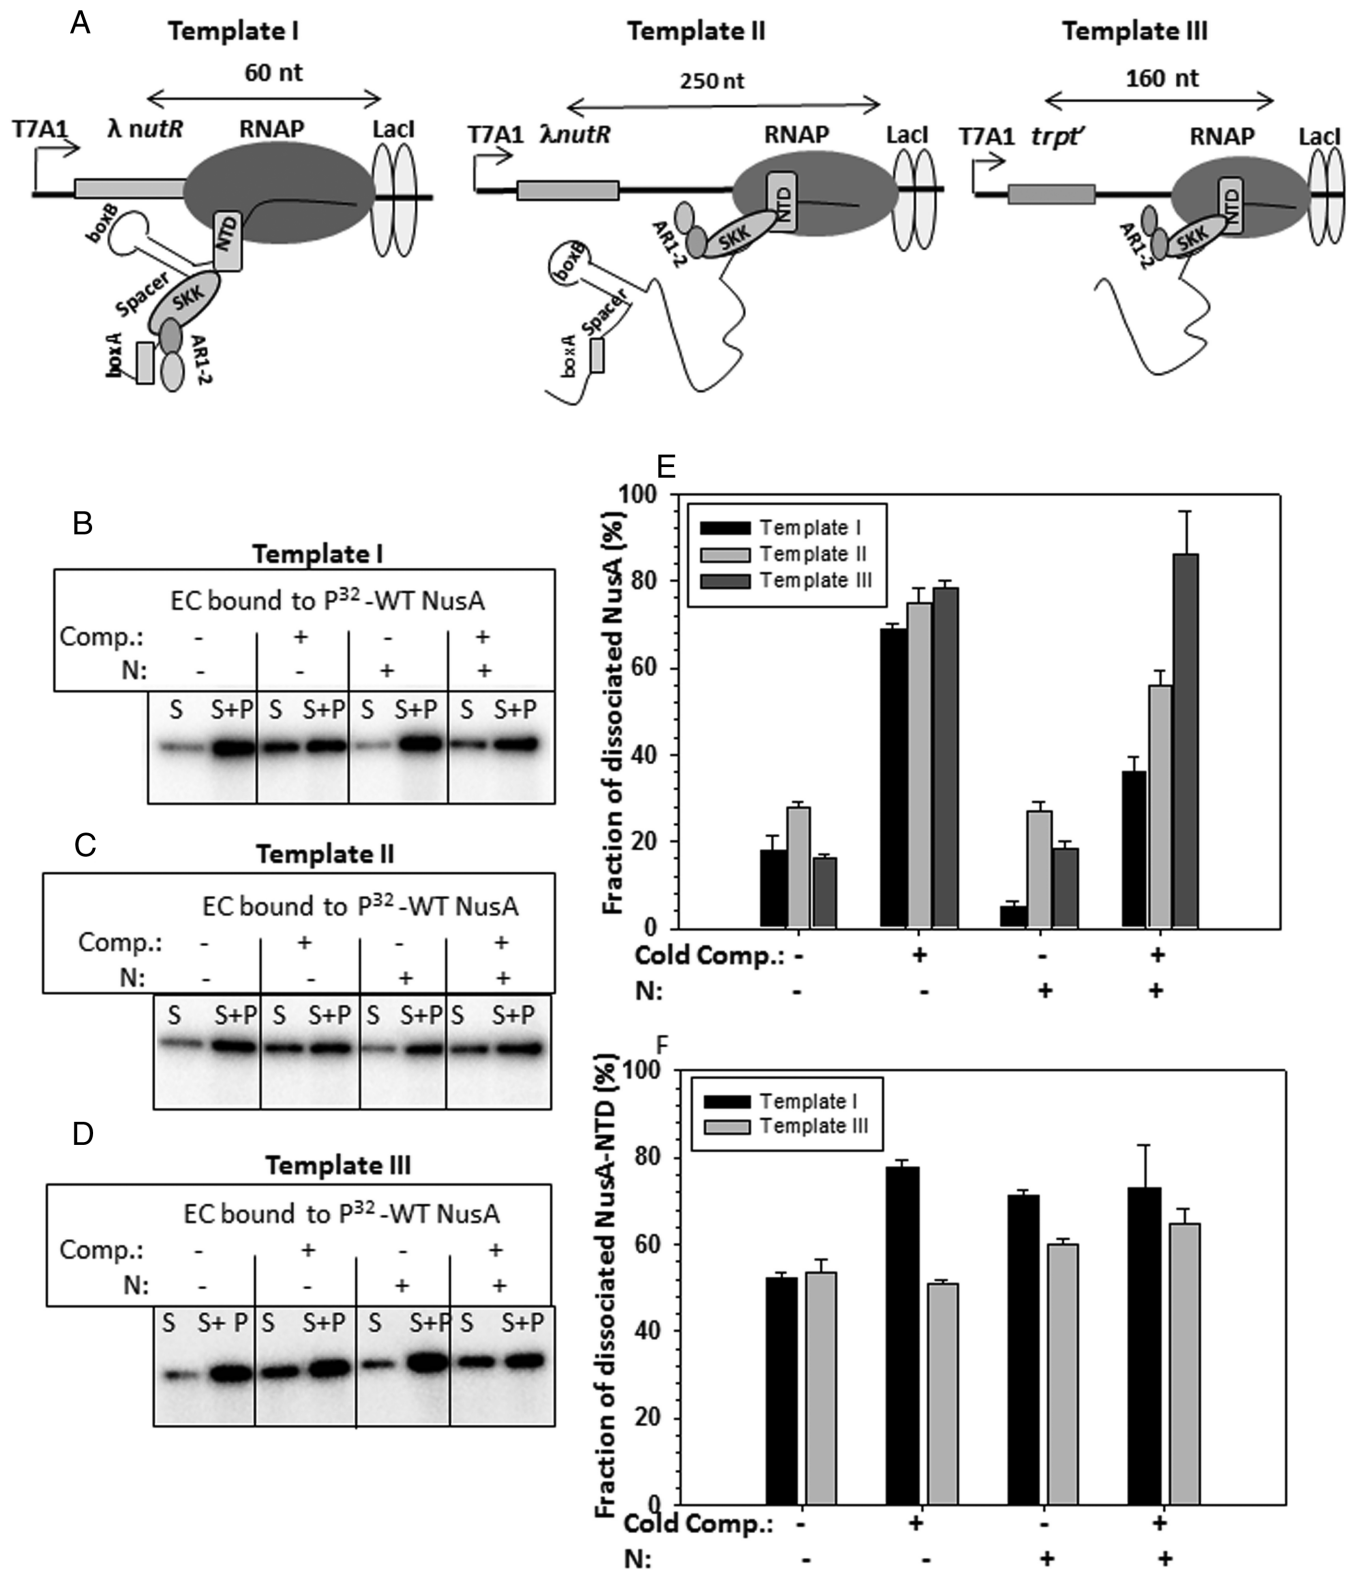 A
Template I
Template II
Template III
60 nt
250 nt
160 nt
T7A1 λ nutR RNAP LacI
T7A1 λnutR RNAP LacI
T7A1 trpt’ RNAP LacI
boxB
NTD
Spacer
SKK
boxA
AR1-2
NTD
SKK
AR1-2
boxB
Spacer
boxA
NTD
SKK
AR1-2
B
Template I
EC bound to P32-WT NusA
Comp.: - + - +
N: - - + +
S S+P S S+P S S+P S S+P
C
Template II
EC bound to P32-WT NusA
Comp.: - + - +
N: - - + +
S S+P S S+P S S+P S S+P
D
Template III
EC bound to P32-WT NusA
Comp.: - + - +
N: - - + +
S S+ P S S+P S S+P S S+P
E
Fraction of dissociated NusA (%)
100
80
60
40
20
0
Template I
Template II
Template III
Cold Comp.: - + - +
N: - - + +
F
Fraction of dissociated NusA-NTD (%)
100
80
60
40
20
0
Template I
Template III
Cold Comp.: - + - +
N: - - + +